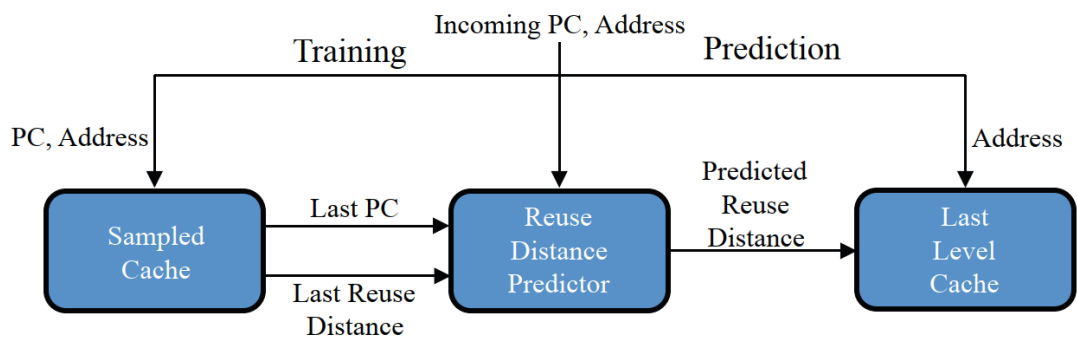 Incoming PC, Address
Training
Prediction
PC, Address
Address
Sampled
Cache
Last PC
Last Reuse
Distance
Reuse
Distance
Predictor
Predicted
Reuse
Distance
Last
Level
Cache